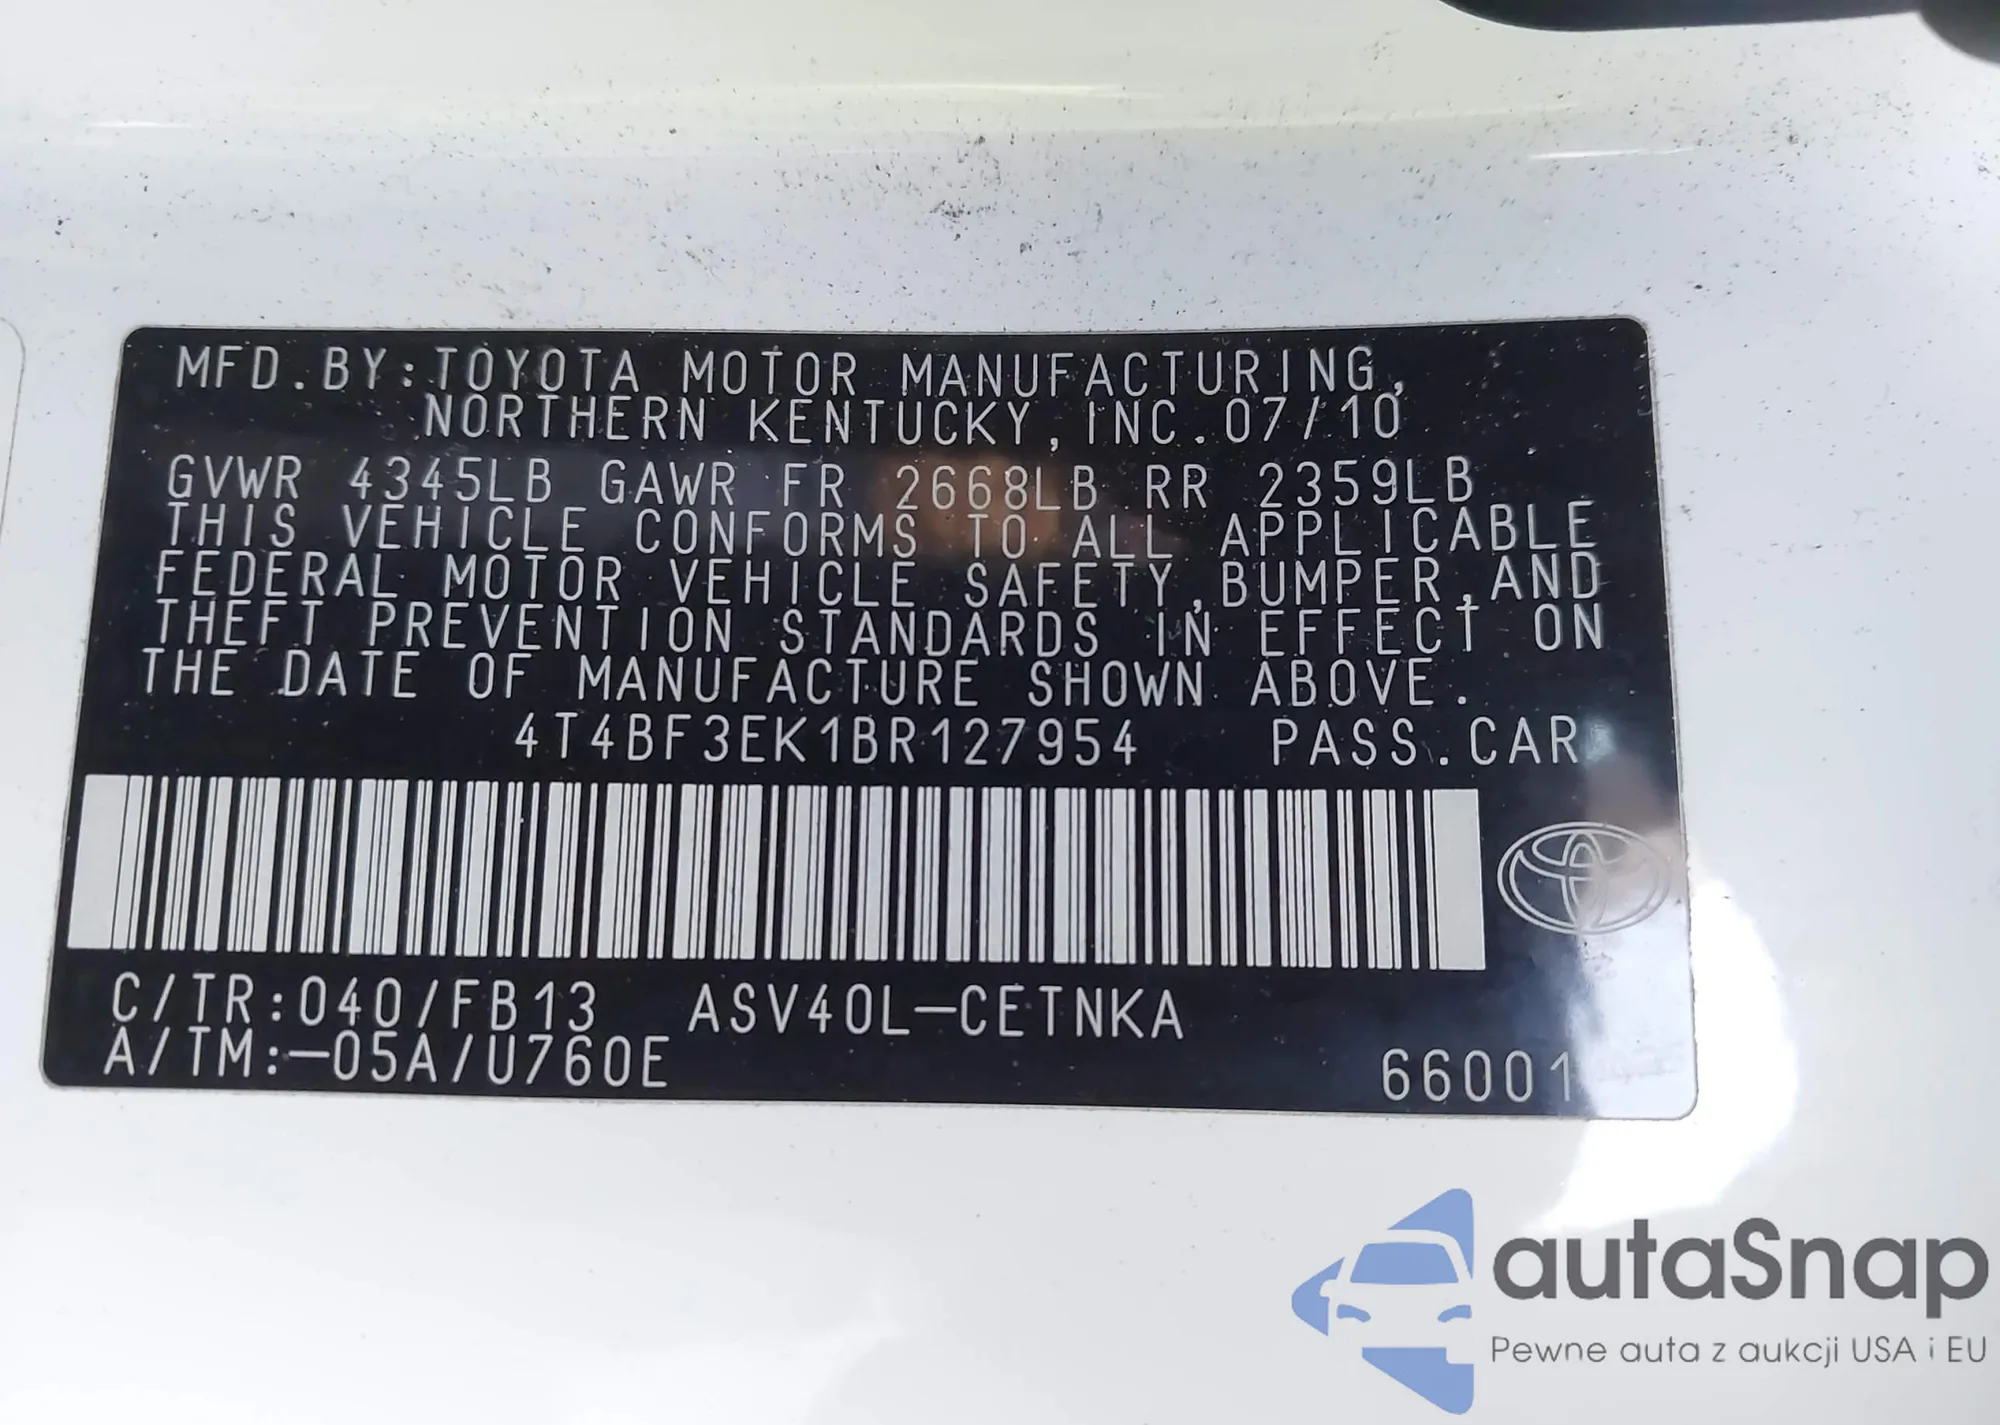 MFD.BY:TOYOTA MOTOR MANUFACTURING,
NORTHERN KENTUCKY,INC.07/10
GVWR 4345LB GAWR FR 2668LB RR 2359LB
THIS VEHICLE CONFORMS TO ALL APPLICABLE
FEDERAL MOTOR VEHICLE SAFETY,BUMPER,AND
THEFT PREVENTION STANDARDS IN EFFECT ON
THE DATE OF MANUFACTURE SHOWN ABOVE.
4T4BF3EK1BR127954 PASS.CAR
C/TR:040/FB13 ASV40L-CETNKA
A/TM:-05A/U760E
66001
autaSnap
Pewne auta z aukcji USA i EU